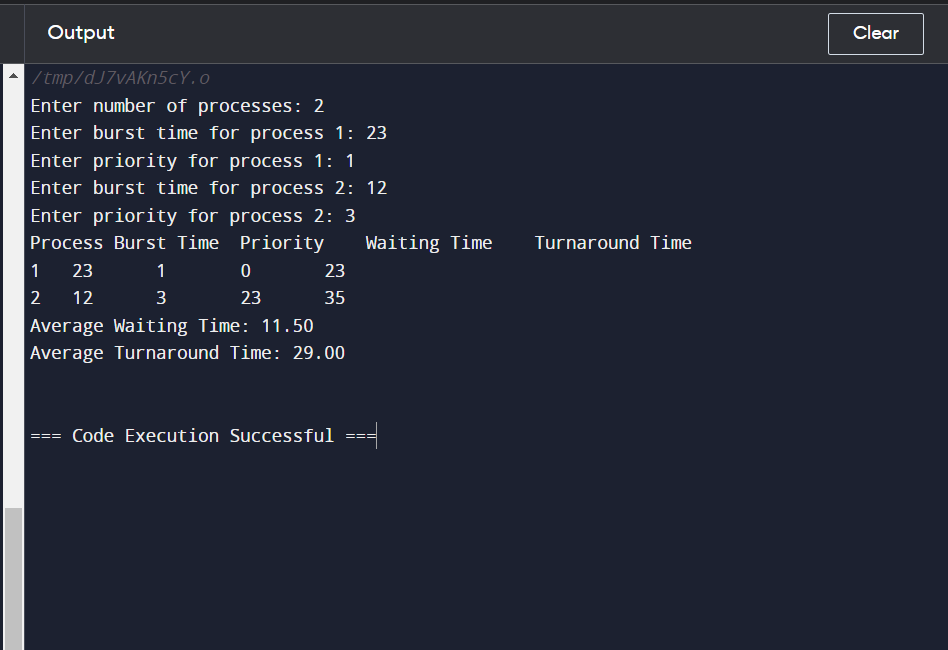 Output
Clear
/tmp/dJ7vAKn5cY.o
Enter number of processes: 2
Enter burst time for process 1: 23
Enter priority for process 1: 1
Enter burst time for process 2: 12
Enter priority for process 2: 3
Process Burst Time  Priority    Waiting Time    Turnaround Time
1   23      1       0       23
2   12      3       23      35
Average Waiting Time: 11.50
Average Turnaround Time: 29.00
=== Code Execution Successful ===